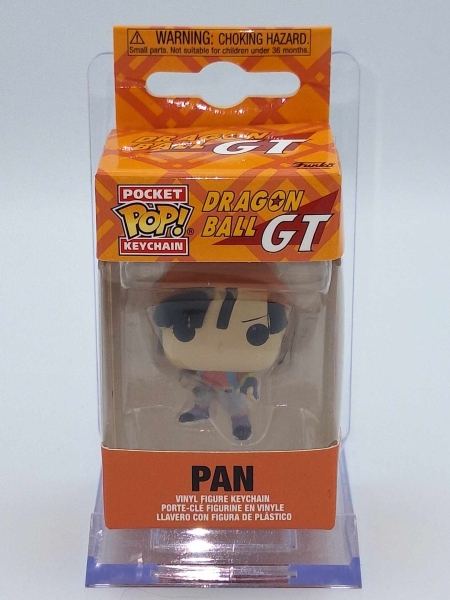 WARNING: CHOKING HAZARD.
Small parts. Not suitable for children under 36 months.
DRAGON
BALL GT
Funko
POCKET
POP!®
KEYCHAIN
DRAGON
BALL GT
PAN
VINYL FIGURE KEYCHAIN
PORTE-CLÉ FIGURINE EN VINYLE
LLAVERO CON FIGURA DE PLÁSTICO